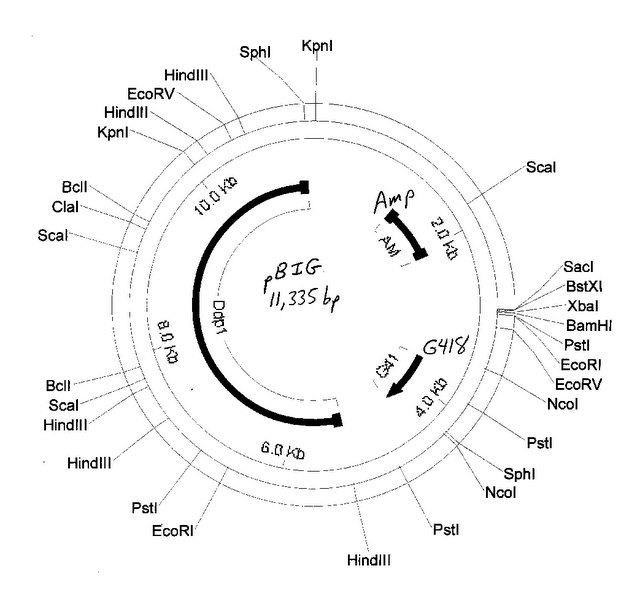 KpnI
SphI
HindIII
EcoRV
HindIII
KpnI
BclI
ClaI
ScaI
BclI
ScaI
HindIII
HindIII
PstI
EcoRI
HindIII
PstI
NcoI
SphI
PstI
NcoI
EcoRV
EcoRI
PstI
BamHI
XbaI
BstXI
SacI
ScaI
10.0 Kb
2.0 Kb
4.0 Kb
6.0 Kb
8.0 Kb
Amp
AM
pBIG
11,335 bp
Ddp1
G418
G41